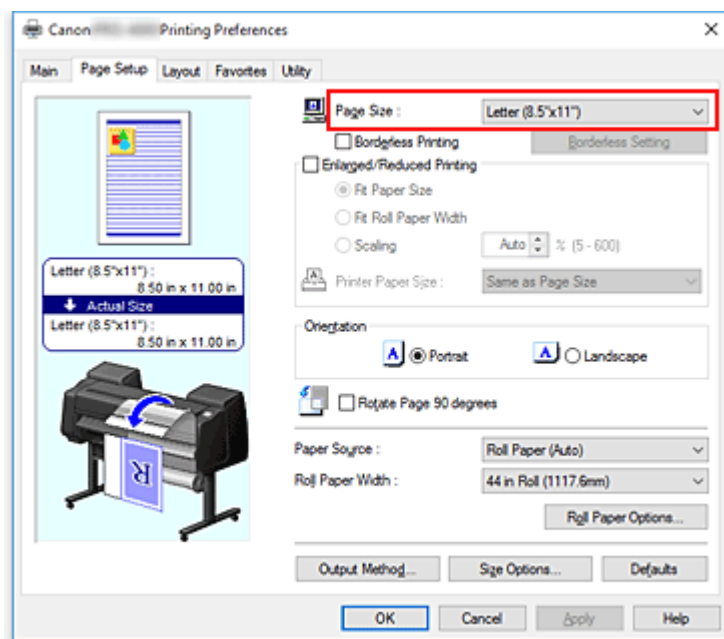 Canon Printing Preferences
Main Page Setup Layout Favorites Utility
Page Size : Letter (8.5"x11")
Borderless Printing Borderless Setting
Enlarged/Reduced Printing
Fit Paper Size
Fit Roll Paper Width
Scaling Auto % (5 - 600)
Printer Paper Size : Same as Page Size
Letter (8.5"x11") :
8.50 in x 11.00 in
Actual Size
Letter (8.5"x11") :
8.50 in x 11.00 in
Orientation
A Portrait A Landscape
Rotate Page 90 degrees
Paper Source : Roll Paper (Auto)
Roll Paper Width : 44 in Roll (1117.6mm)
Roll Paper Options...
R
Output Method... Size Options... Defaults
OK Cancel Apply Help